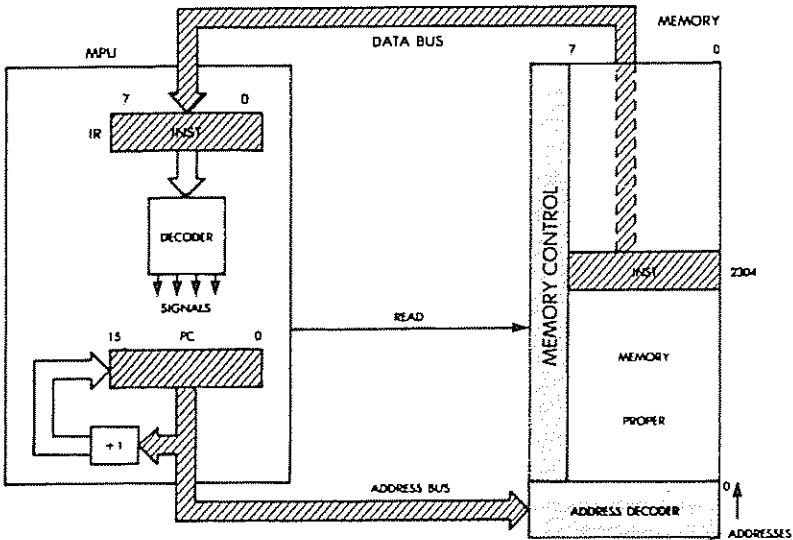 MEMORY
DATA BUS
MPU
7 0
7 0
IR INST
DECODER
SIGNALS
15 PC 0
+1
READ
MEMORY CONTROL
INST 2304
MEMORY
PROPER
ADDRESS BUS
0
ADDRESS DECODER
ADDRESSES